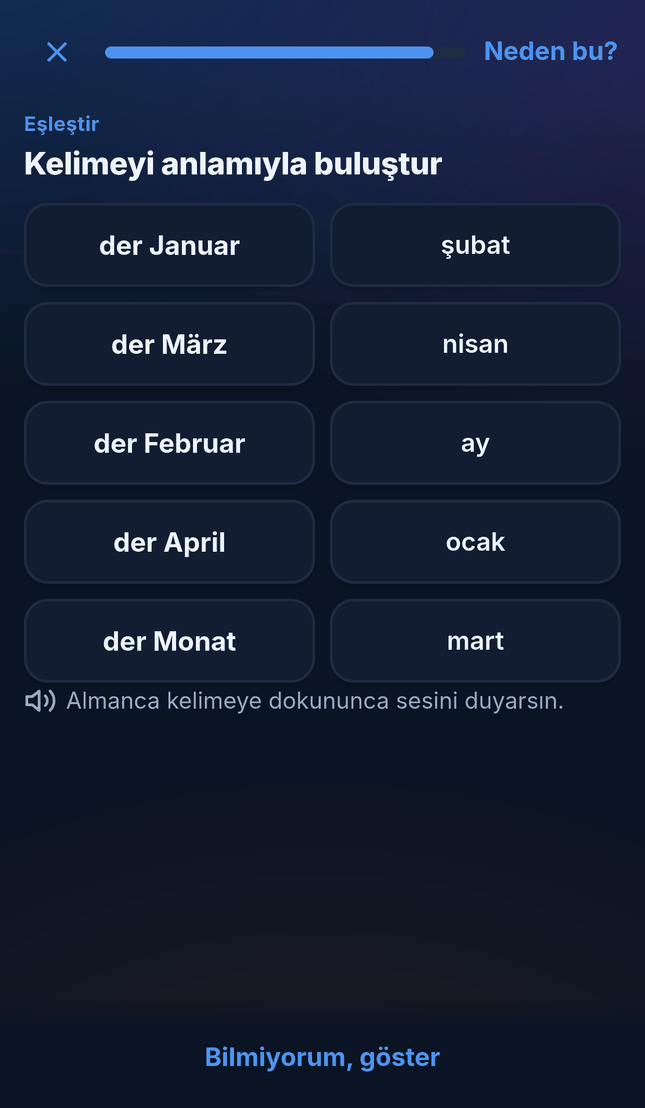 Neden bu?
Eşleştir
Kelimeyi anlamıyla buluştur
der Januar
şubat
der März
nisan
der Februar
ay
der April
ocak
der Monat
mart
Almanca kelimeye dokununca sesini duyarsın.
Bilmiyorum, göster